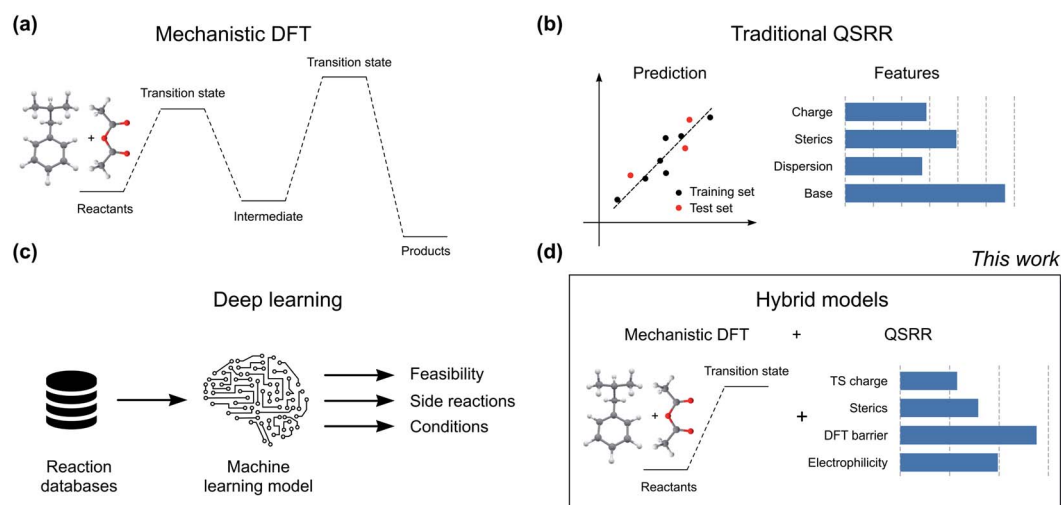 (a)
Mechanistic DFT
Transition state
Transition state
+
Reactants
Intermediate
Products
(b)
Traditional QSRR
Prediction
Training set
Test set
Features
Charge
Sterics
Dispersion
Base
(c)
Deep learning
Reaction
databases
Machine
learning model
Feasibility
Side reactions
Conditions
(d)
This work
Hybrid models
Mechanistic DFT + QSRR
Transition state
+
Reactants
+
TS charge
Sterics
DFT barrier
Electrophilicity